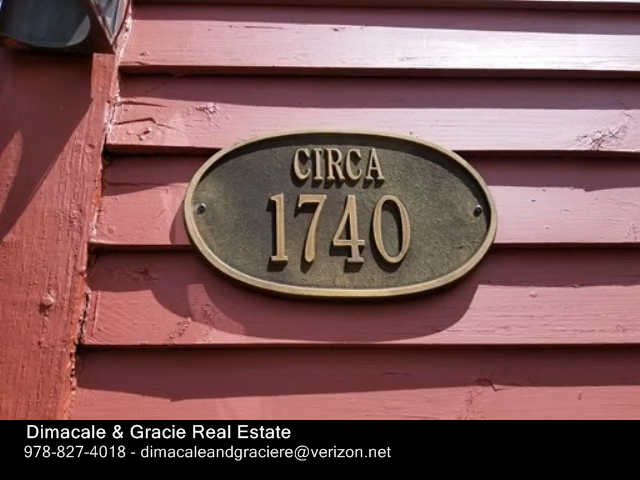 CIRCA
1740
Dimacale & Gracie Real Estate
978-827-4018 - dimacaleandgraciere@verizon.net